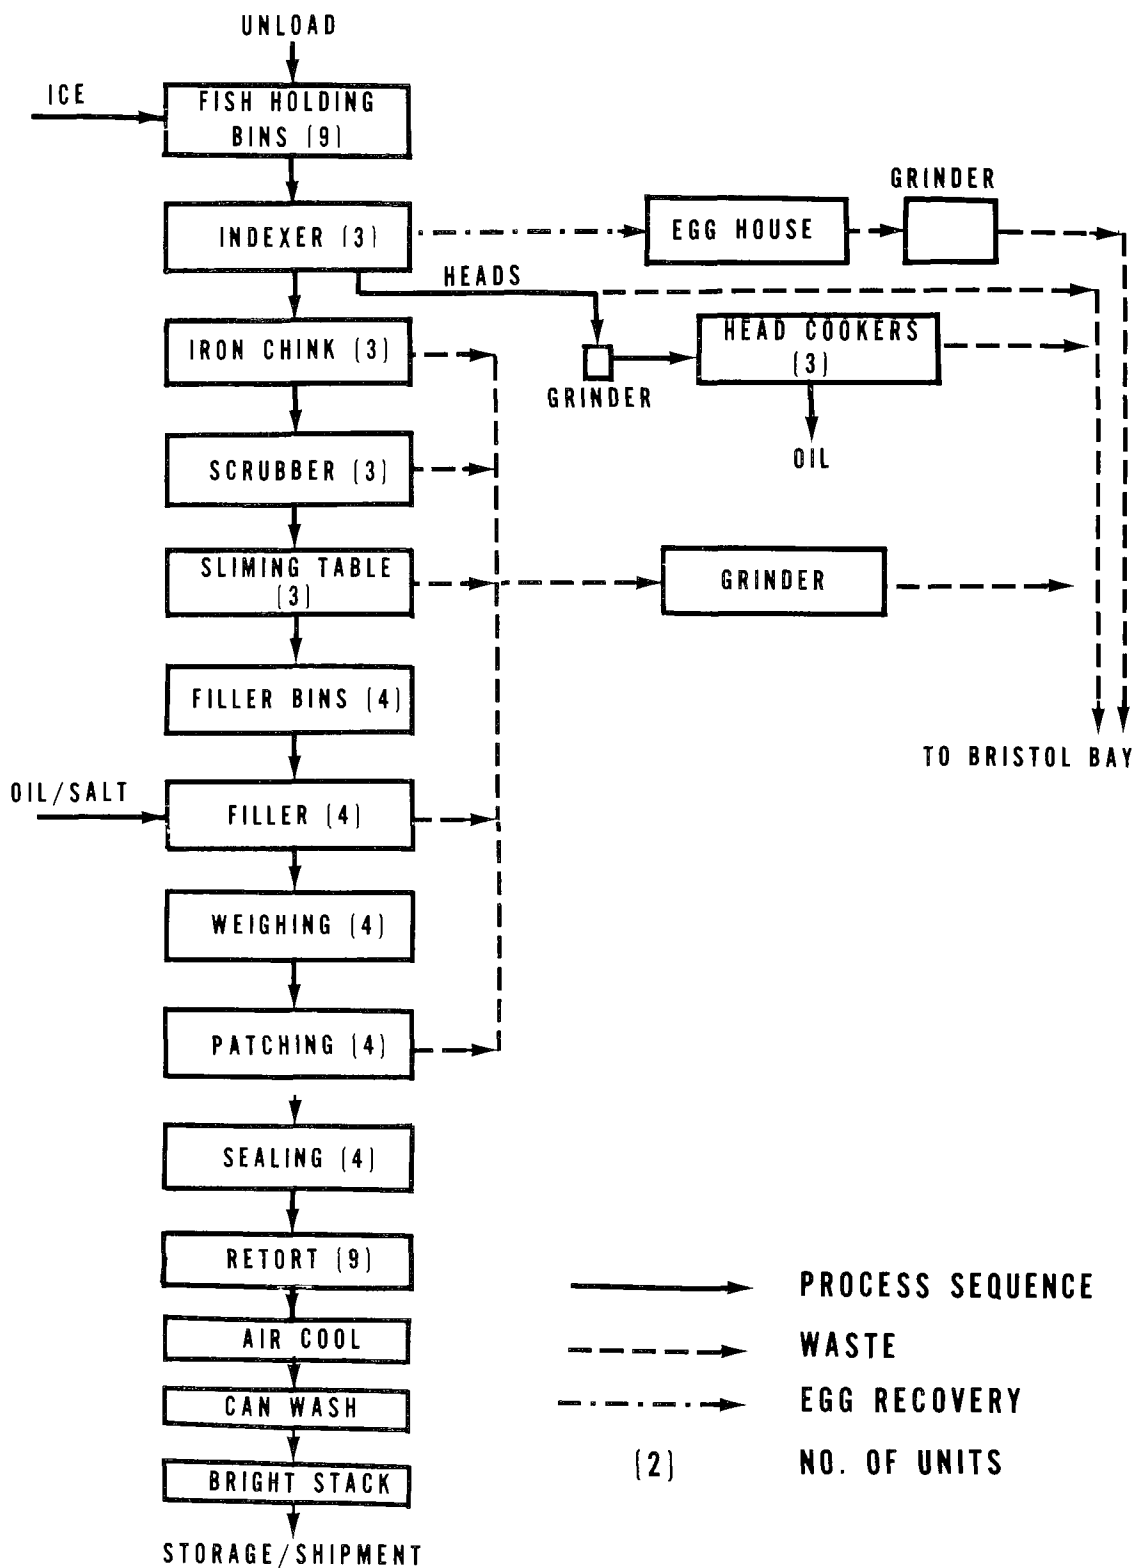 UNLOAD
ICE
FISH HOLDING
BINS (9)
GRINDER
INDEXER (3)
EGG HOUSE
HEADS
IRON CHINK (3)
HEAD COOKERS
(3)
GRINDER
OIL
SCRUBBER (3)
SLIMING TABLE
(3)
GRINDER
FILLER BINS (4)
TO BRISTOL BAY
OIL/SALT
FILLER (4)
WEIGHING (4)
PATCHING (4)
SEALING (4)
RETORT (9)
AIR COOL
CAN WASH
BRIGHT STACK
STORAGE/SHIPMENT
PROCESS SEQUENCE
WASTE
EGG RECOVERY
(2) NO. OF UNITS